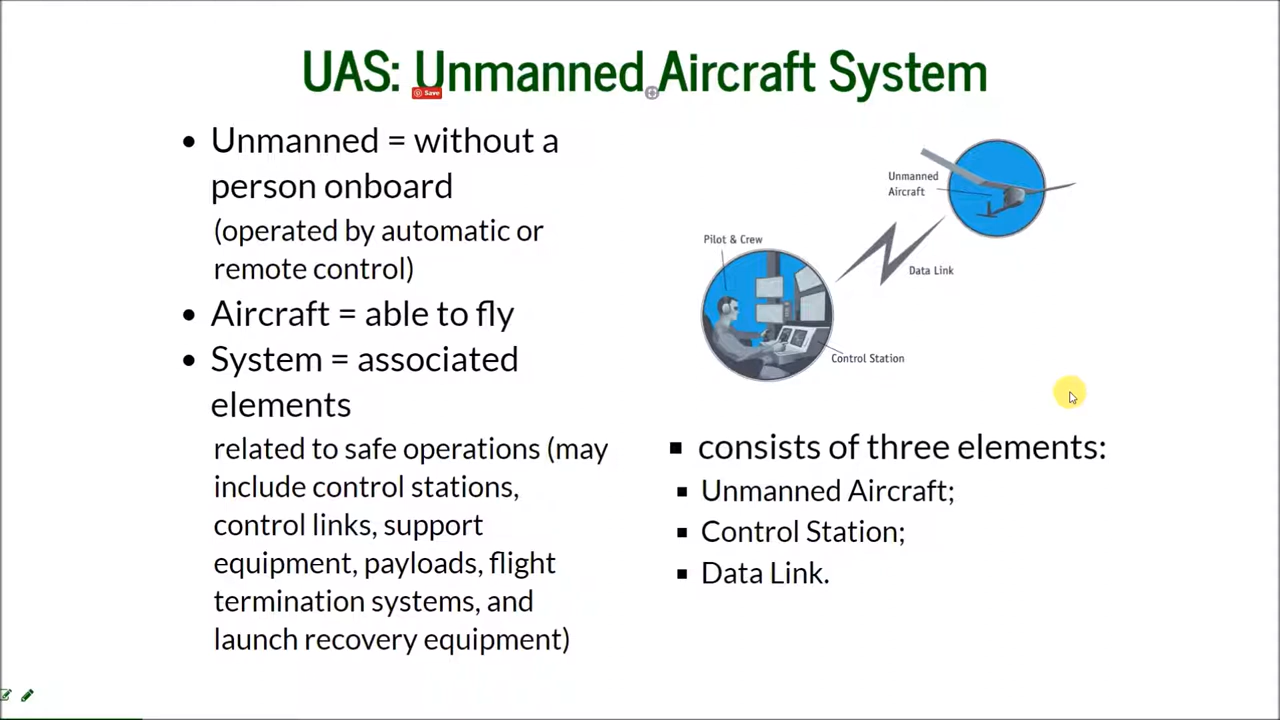 UAS: Unmanned Aircraft System
Save
Unmanned = without a
person onboard
(operated by automatic or
remote control)
Aircraft = able to fly
System = associated
elements
related to safe operations (may
include control stations,
control links, support
equipment, payloads, flight
termination systems, and
launch recovery equipment)
Unmanned
Aircraft
Pilot & Crew
Data Link
Control Station
consists of three elements:
Unmanned Aircraft;
Control Station;
Data Link.